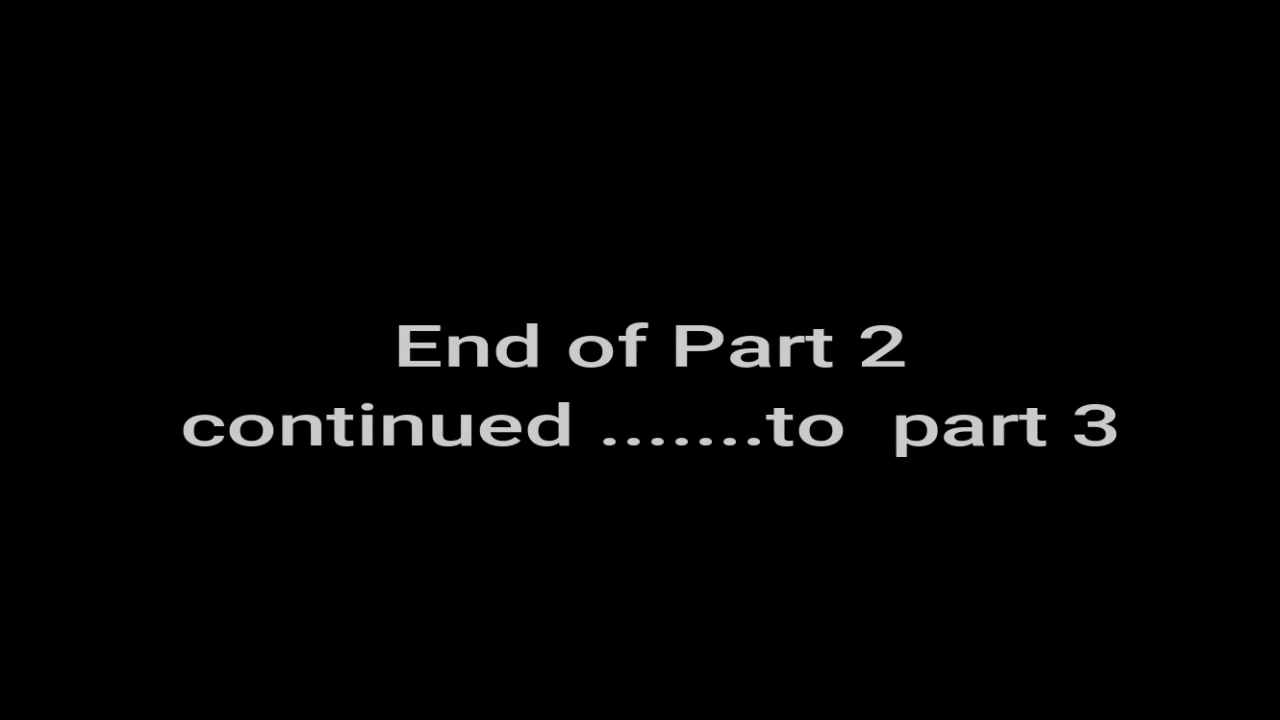 End of Part 2
continued .......to  part 3